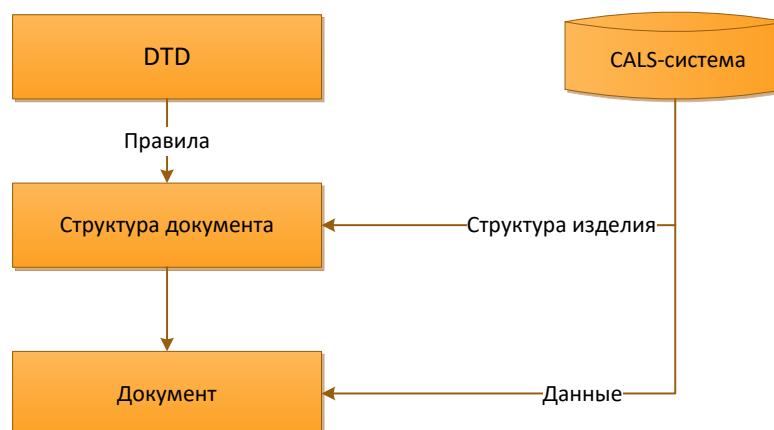 DTD
CALS-система
Правила
Структура документа
Структура изделия
Документ
Данные